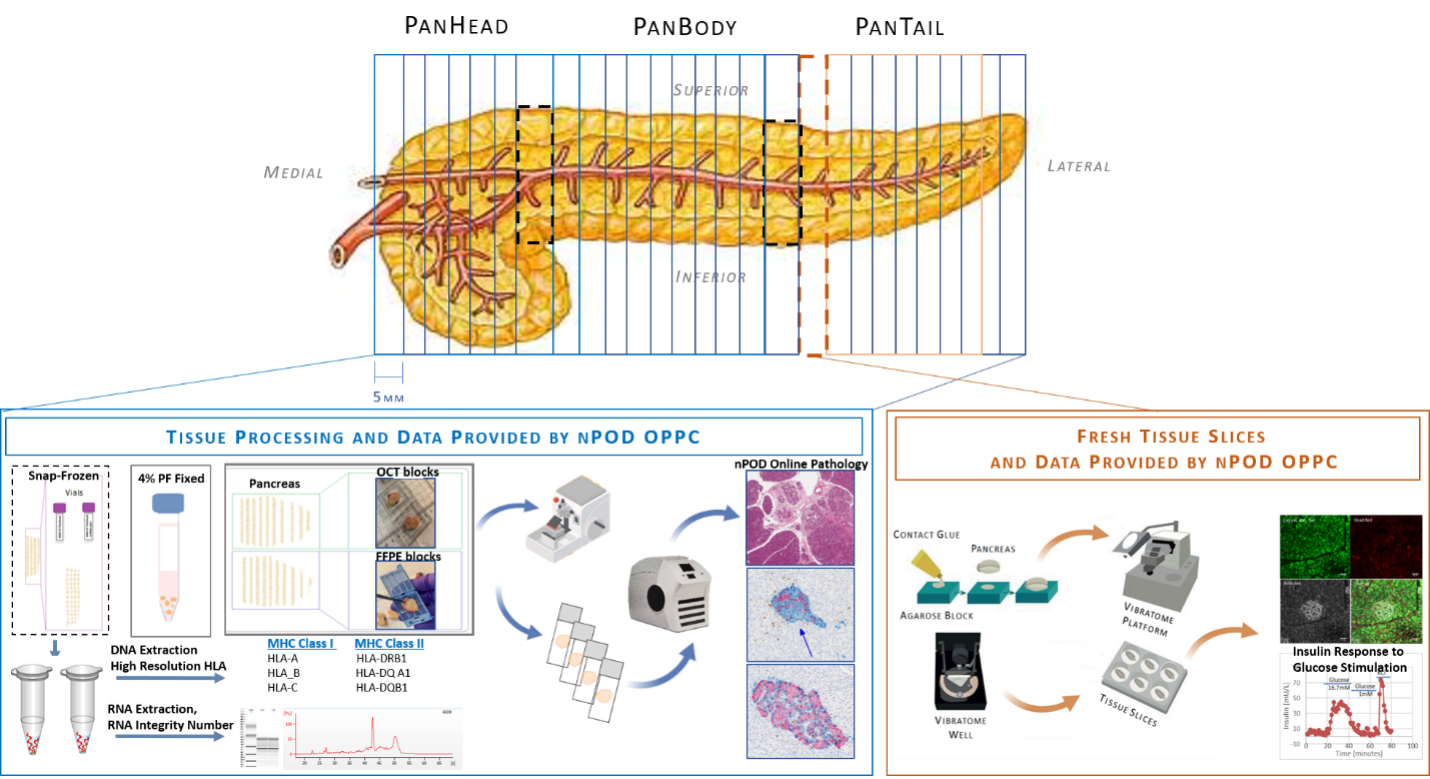 PANHEAD
PANBODY
PANTAIL
SUPERIOR
MEDIAL
LATERAL
INFERIOR
5 MM
TISSUE PROCESSING AND DATA PROVIDED BY NPOD OPPC
Snap-Frozen
Vials
4% PF Fixed
Pancreas
OCT blocks
FFPE blocks
nPOD Online Pathology
DNA Extraction
High Resolution HLA
MHC Class I
HLA-A
HLA_B
HLA-C
MHC Class II
HLA-DRB1
HLA-DQ A1
HLA-DQB1
RNA Extraction,
RNA Integrity Number
FRESH TISSUE SLICES
AND DATA PROVIDED BY NPOD OPPC
CONTACT GLUE
PANCREAS
AGAROSE BLOCK
VIBRATOME
PLATFORM
VIBRATOME
WELL
TISSUE SLICES
Insulin Response to
Glucose Stimulation
Glucose
16.7mM
Glucose
1mM
Insulin (mU/L)
70
50
30
10
-10
0 20 40 60 80 100
Time (minutes)